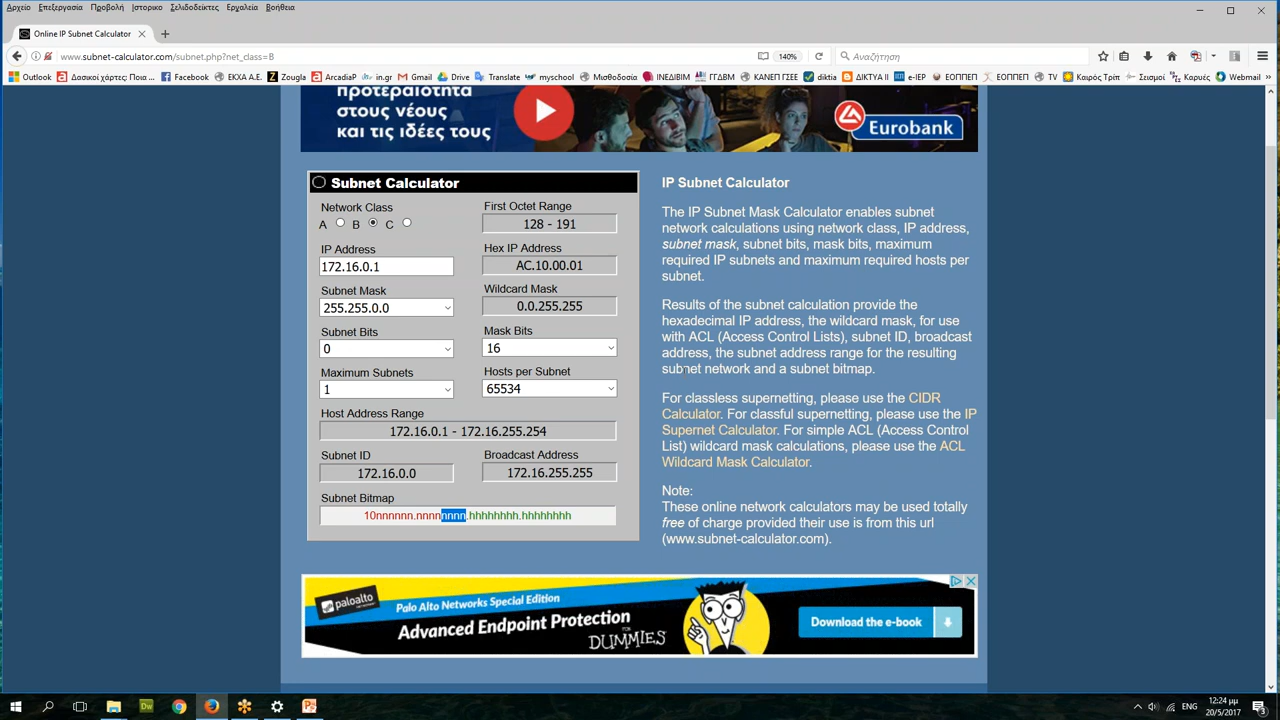 Αρχείο Επεξεργασία Προβολή Ιστορικο Σελιδοδείκτες Εργαλεία Βοήθεια
Online IP Subnet Calculator
www.subnet-calculator.com/subnet.php?net_class=B
140%
Αναζήτηση
Outlook Δασικοί χάρτες: Ποια ... Facebook ΕΚΧΑ Α.Ε. Zougla ArcadiaP in.gr Gmail Drive Translate myschool Μισθοδοσία ΙΝΕΔΙΒΙΜ ΓΓΔΒΜ ΚΑΝΕΠ ΓΣΕΕ diktia ΔΙΚΤΥΑ ΙΙ e-IEP ΕΟΠΠΕΠ ΕΟΠΠΕΠ TV Καιρός Τρίπ Σεισμοί Καρυές Webmail
προτεραιότητα
στους νέους
και τις ιδέες τους
Eurobank
Subnet Calculator
Network Class
A B C
First Octet Range
128 - 191
IP Address
172.16.0.1
Hex IP Address
AC.10.00.01
Subnet Mask
255.255.0.0
Wildcard Mask
0.0.255.255
Subnet Bits
0
Mask Bits
16
Maximum Subnets
1
Hosts per Subnet
65534
Host Address Range
172.16.0.1 - 172.16.255.254
Subnet ID
172.16.0.0
Broadcast Address
172.16.255.255
Subnet Bitmap
10nnnnnn.nnnnnnnn.hhhhhhhh.hhhhhhhh
IP Subnet Calculator
The IP Subnet Mask Calculator enables subnet
network calculations using network class, IP address,
subnet mask, subnet bits, mask bits, maximum
required IP subnets and maximum required hosts per
subnet.
Results of the subnet calculation provide the
hexadecimal IP address, the wildcard mask, for use
with ACL (Access Control Lists), subnet ID, broadcast
address, the subnet address range for the resulting
subnet network and a subnet bitmap.
For classless supernetting, please use the CIDR
Calculator. For classful supernetting, please use the IP
Supernet Calculator. For simple ACL (Access Control
List) wildcard mask calculations, please use the ACL
Wildcard Mask Calculator.
Note:
These online network calculators may be used totally
free of charge provided their use is from this url
(www.subnet-calculator.com).
paloalto
Palo Alto Networks Special Edition
Advanced Endpoint Protection
FOR
DUMMIES
Download the e-book
Dw
ENG
12:24 μμ
20/5/2017